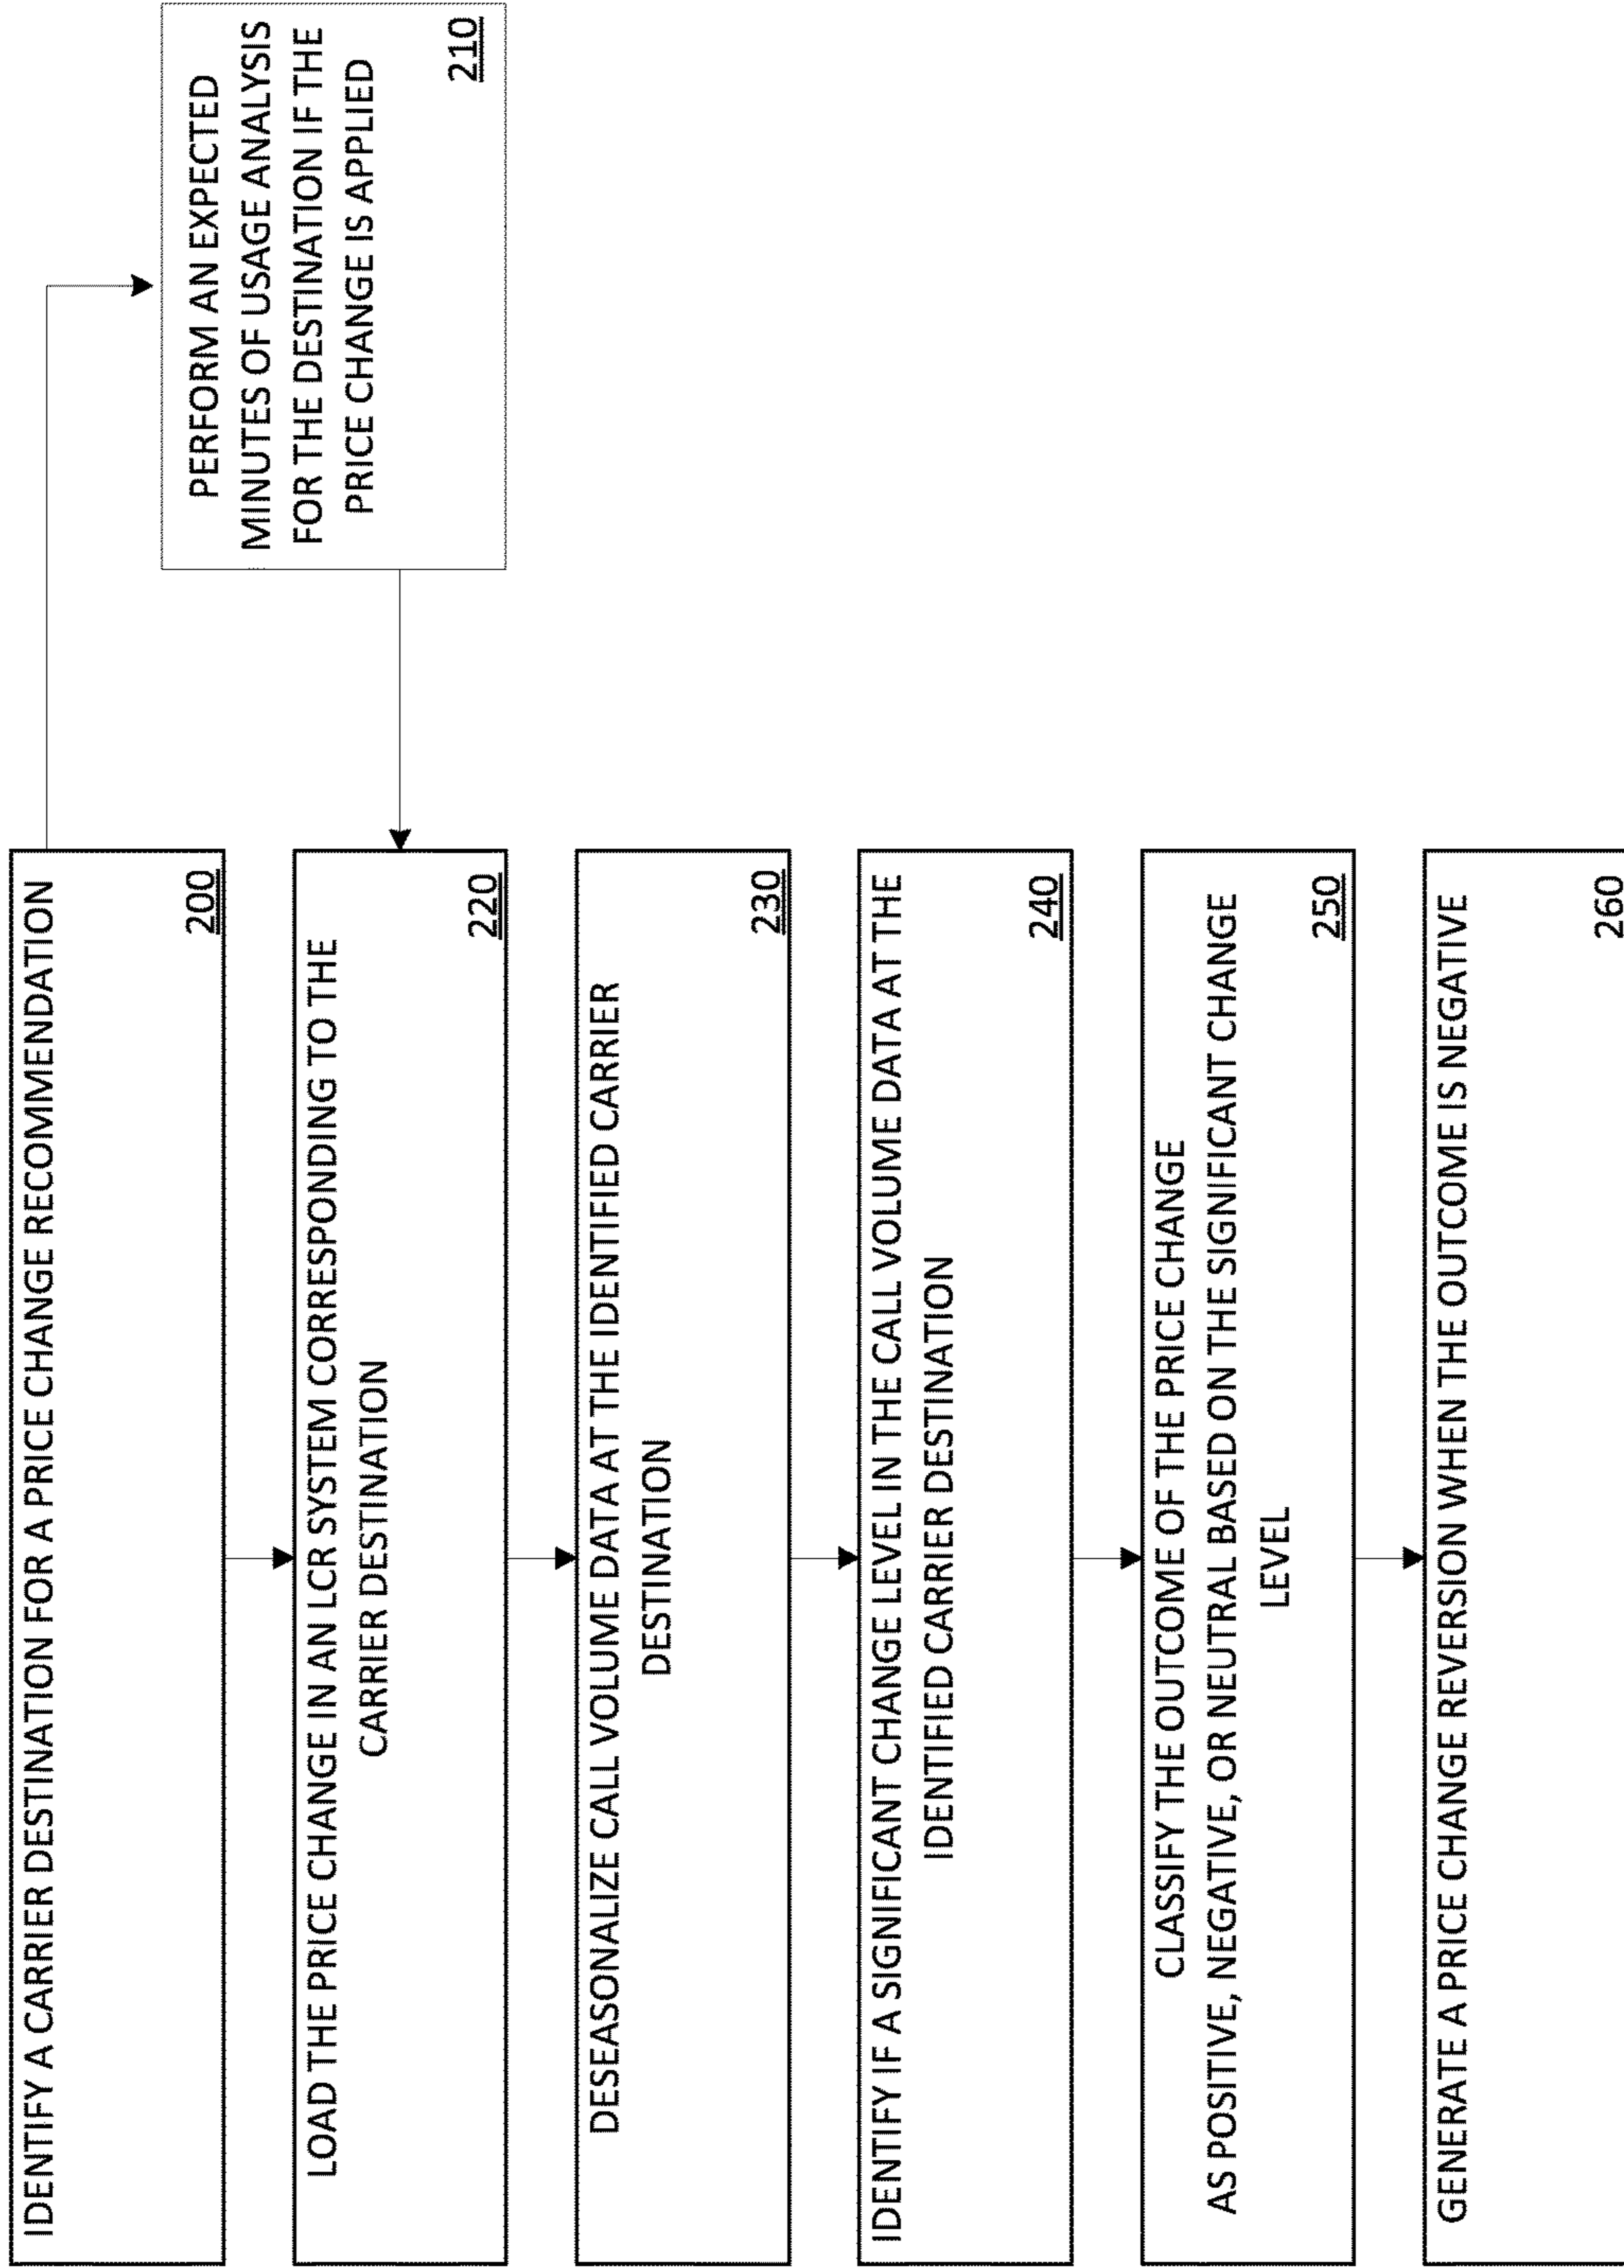 IDENTIFY A CARRIER DESTINATION FOR A PRICE CHANGE RECOMMENDATION
200
PERFORM AN EXPECTED
MINUTES OF USAGE ANALYSIS
FOR THE DESTINATION IF THE
PRICE CHANGE IS APPLIED
210
LOAD THE PRICE CHANGE IN AN LCR SYSTEM CORRESPONDING TO THE
CARRIER DESTINATION
220
DESEASONALIZE CALL VOLUME DATA AT THE IDENTIFIED CARRIER
DESTINATION
230
IDENTIFY IF A SIGNIFICANT CHANGE LEVEL IN THE CALL VOLUME DATA AT THE
IDENTIFIED CARRIER DESTINATION
240
CLASSIFY THE OUTCOME OF THE PRICE CHANGE
AS POSITIVE, NEGATIVE, OR NEUTRAL BASED ON THE SIGNIFICANT CHANGE
LEVEL
250
GENERATE A PRICE CHANGE REVERSION WHEN THE OUTCOME IS NEGATIVE
260